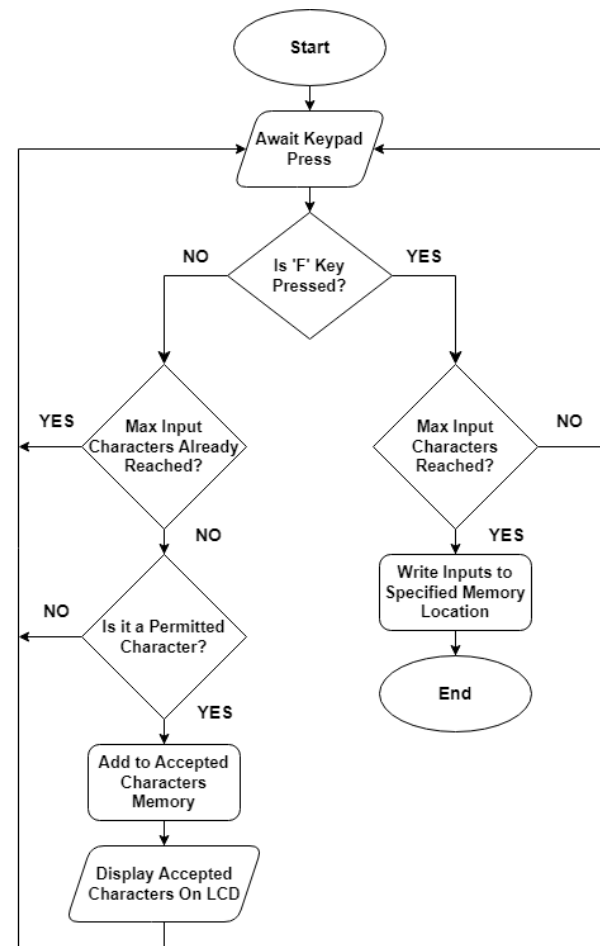 Start
Await Keypad
Press
Is 'F' Key
Pressed?
NO
YES
Max Input
Characters Already
Reached?
YES
NO
Max Input
Characters
Reached?
NO
YES
Is it a Permitted
Character?
NO
YES
Write Inputs to
Specified Memory
Location
End
Add to Accepted
Characters
Memory
Display Accepted
Characters On LCD